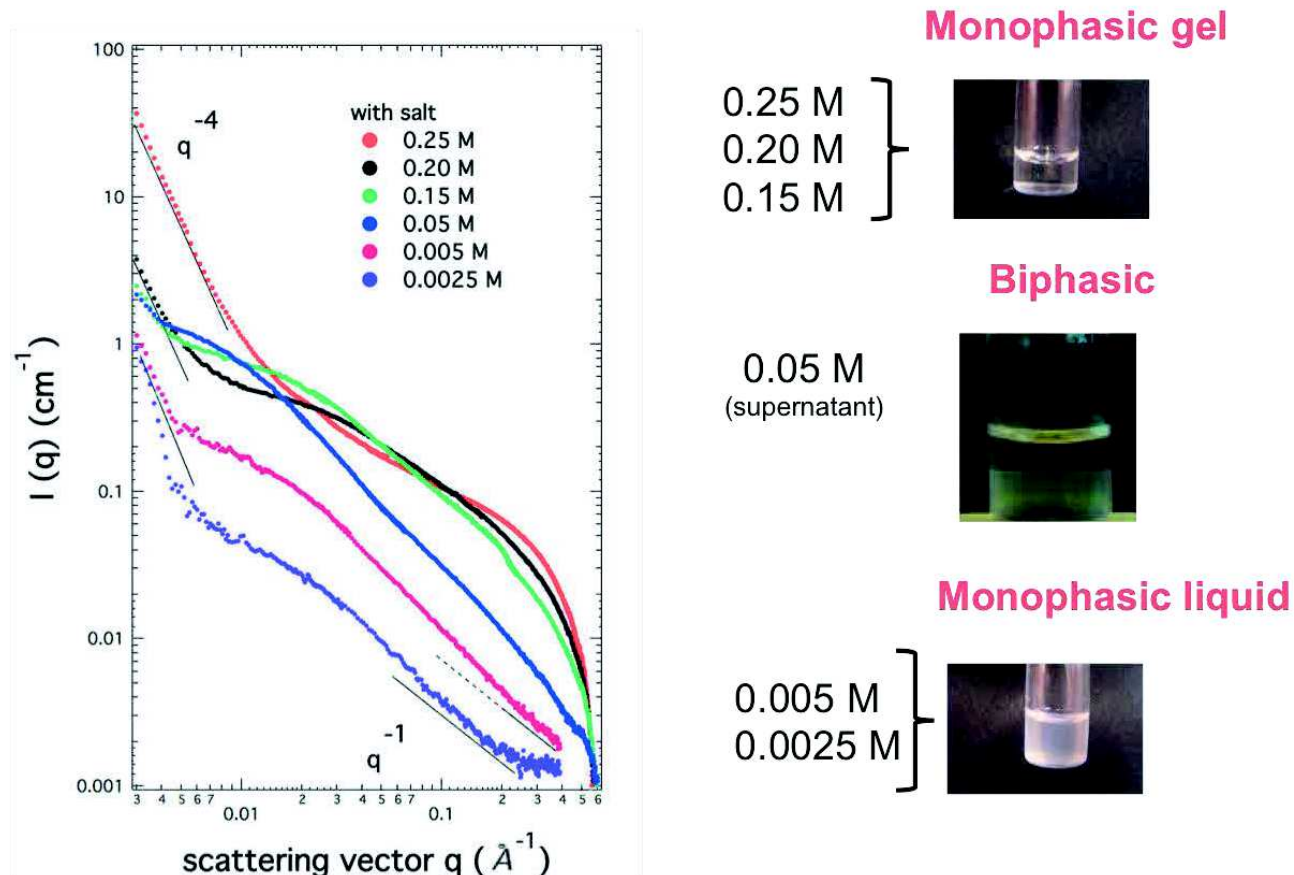 100
10
1
0.1
0.01
0.001
I (q) (cm⁻¹)
q⁻⁴
with salt
0.25 M
0.20 M
0.15 M
0.05 M
0.005 M
0.0025 M
q⁻¹
3 4 5 6 7 2 3 4 5 6 7 2 3 4 5 6
0.01 0.1
scattering vector q (Å⁻¹)
Monophasic gel
0.25 M
0.20 M
0.15 M
Biphasic
0.05 M
(supernatant)
Monophasic liquid
0.005 M
0.0025 M